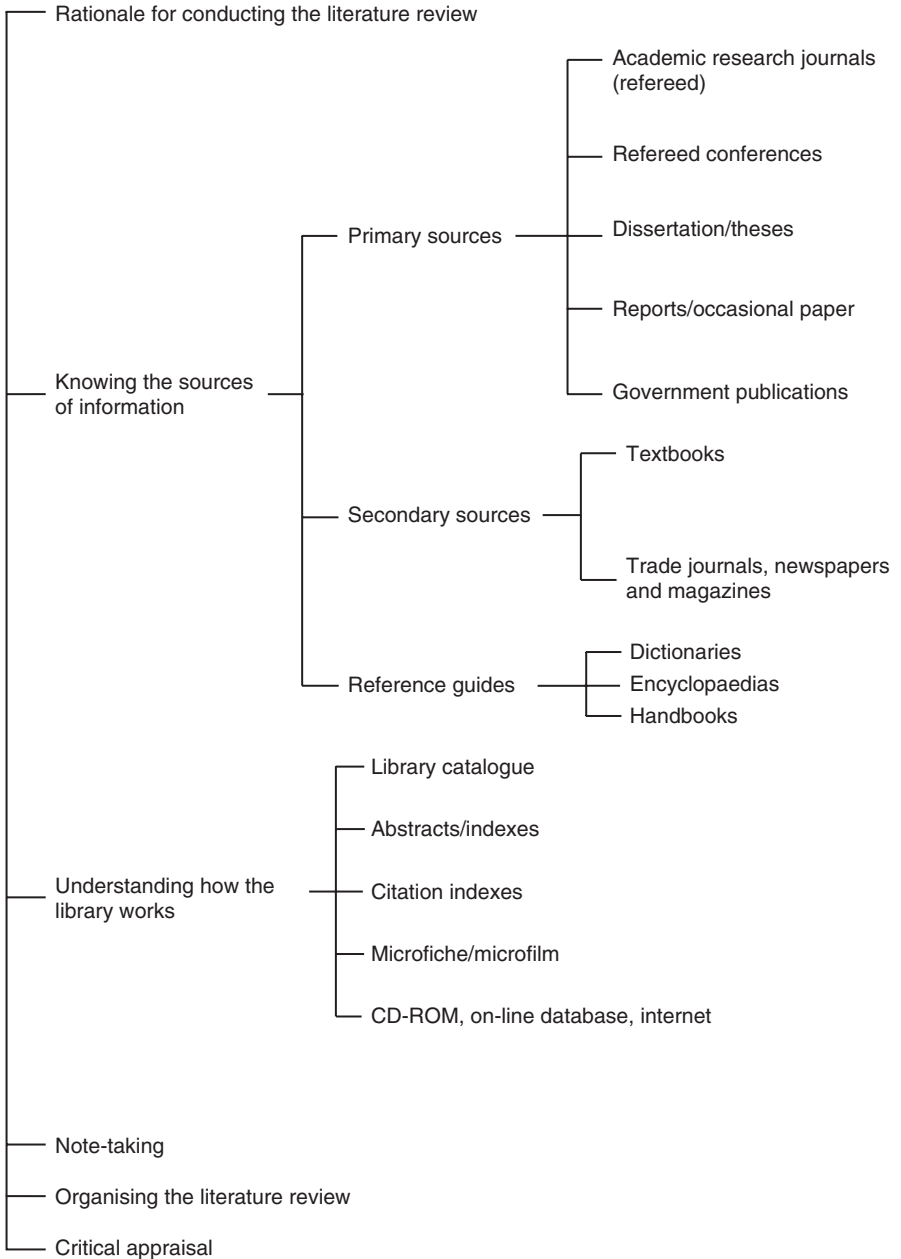 Rationale for conducting the literature review
Academic research journals
(refereed)
Refereed conferences
Primary sources
Dissertation/theses
Reports/occasional paper
Knowing the sources
of information
Government publications
Textbooks
Secondary sources
Trade journals, newspapers
and magazines
Dictionaries
Reference guides
Encyclopaedias
Handbooks
Library catalogue
Abstracts/indexes
Understanding how the
library works
Citation indexes
Microfiche/microfilm
CD-ROM, on-line database, internet
Note-taking
Organising the literature review
Critical appraisal